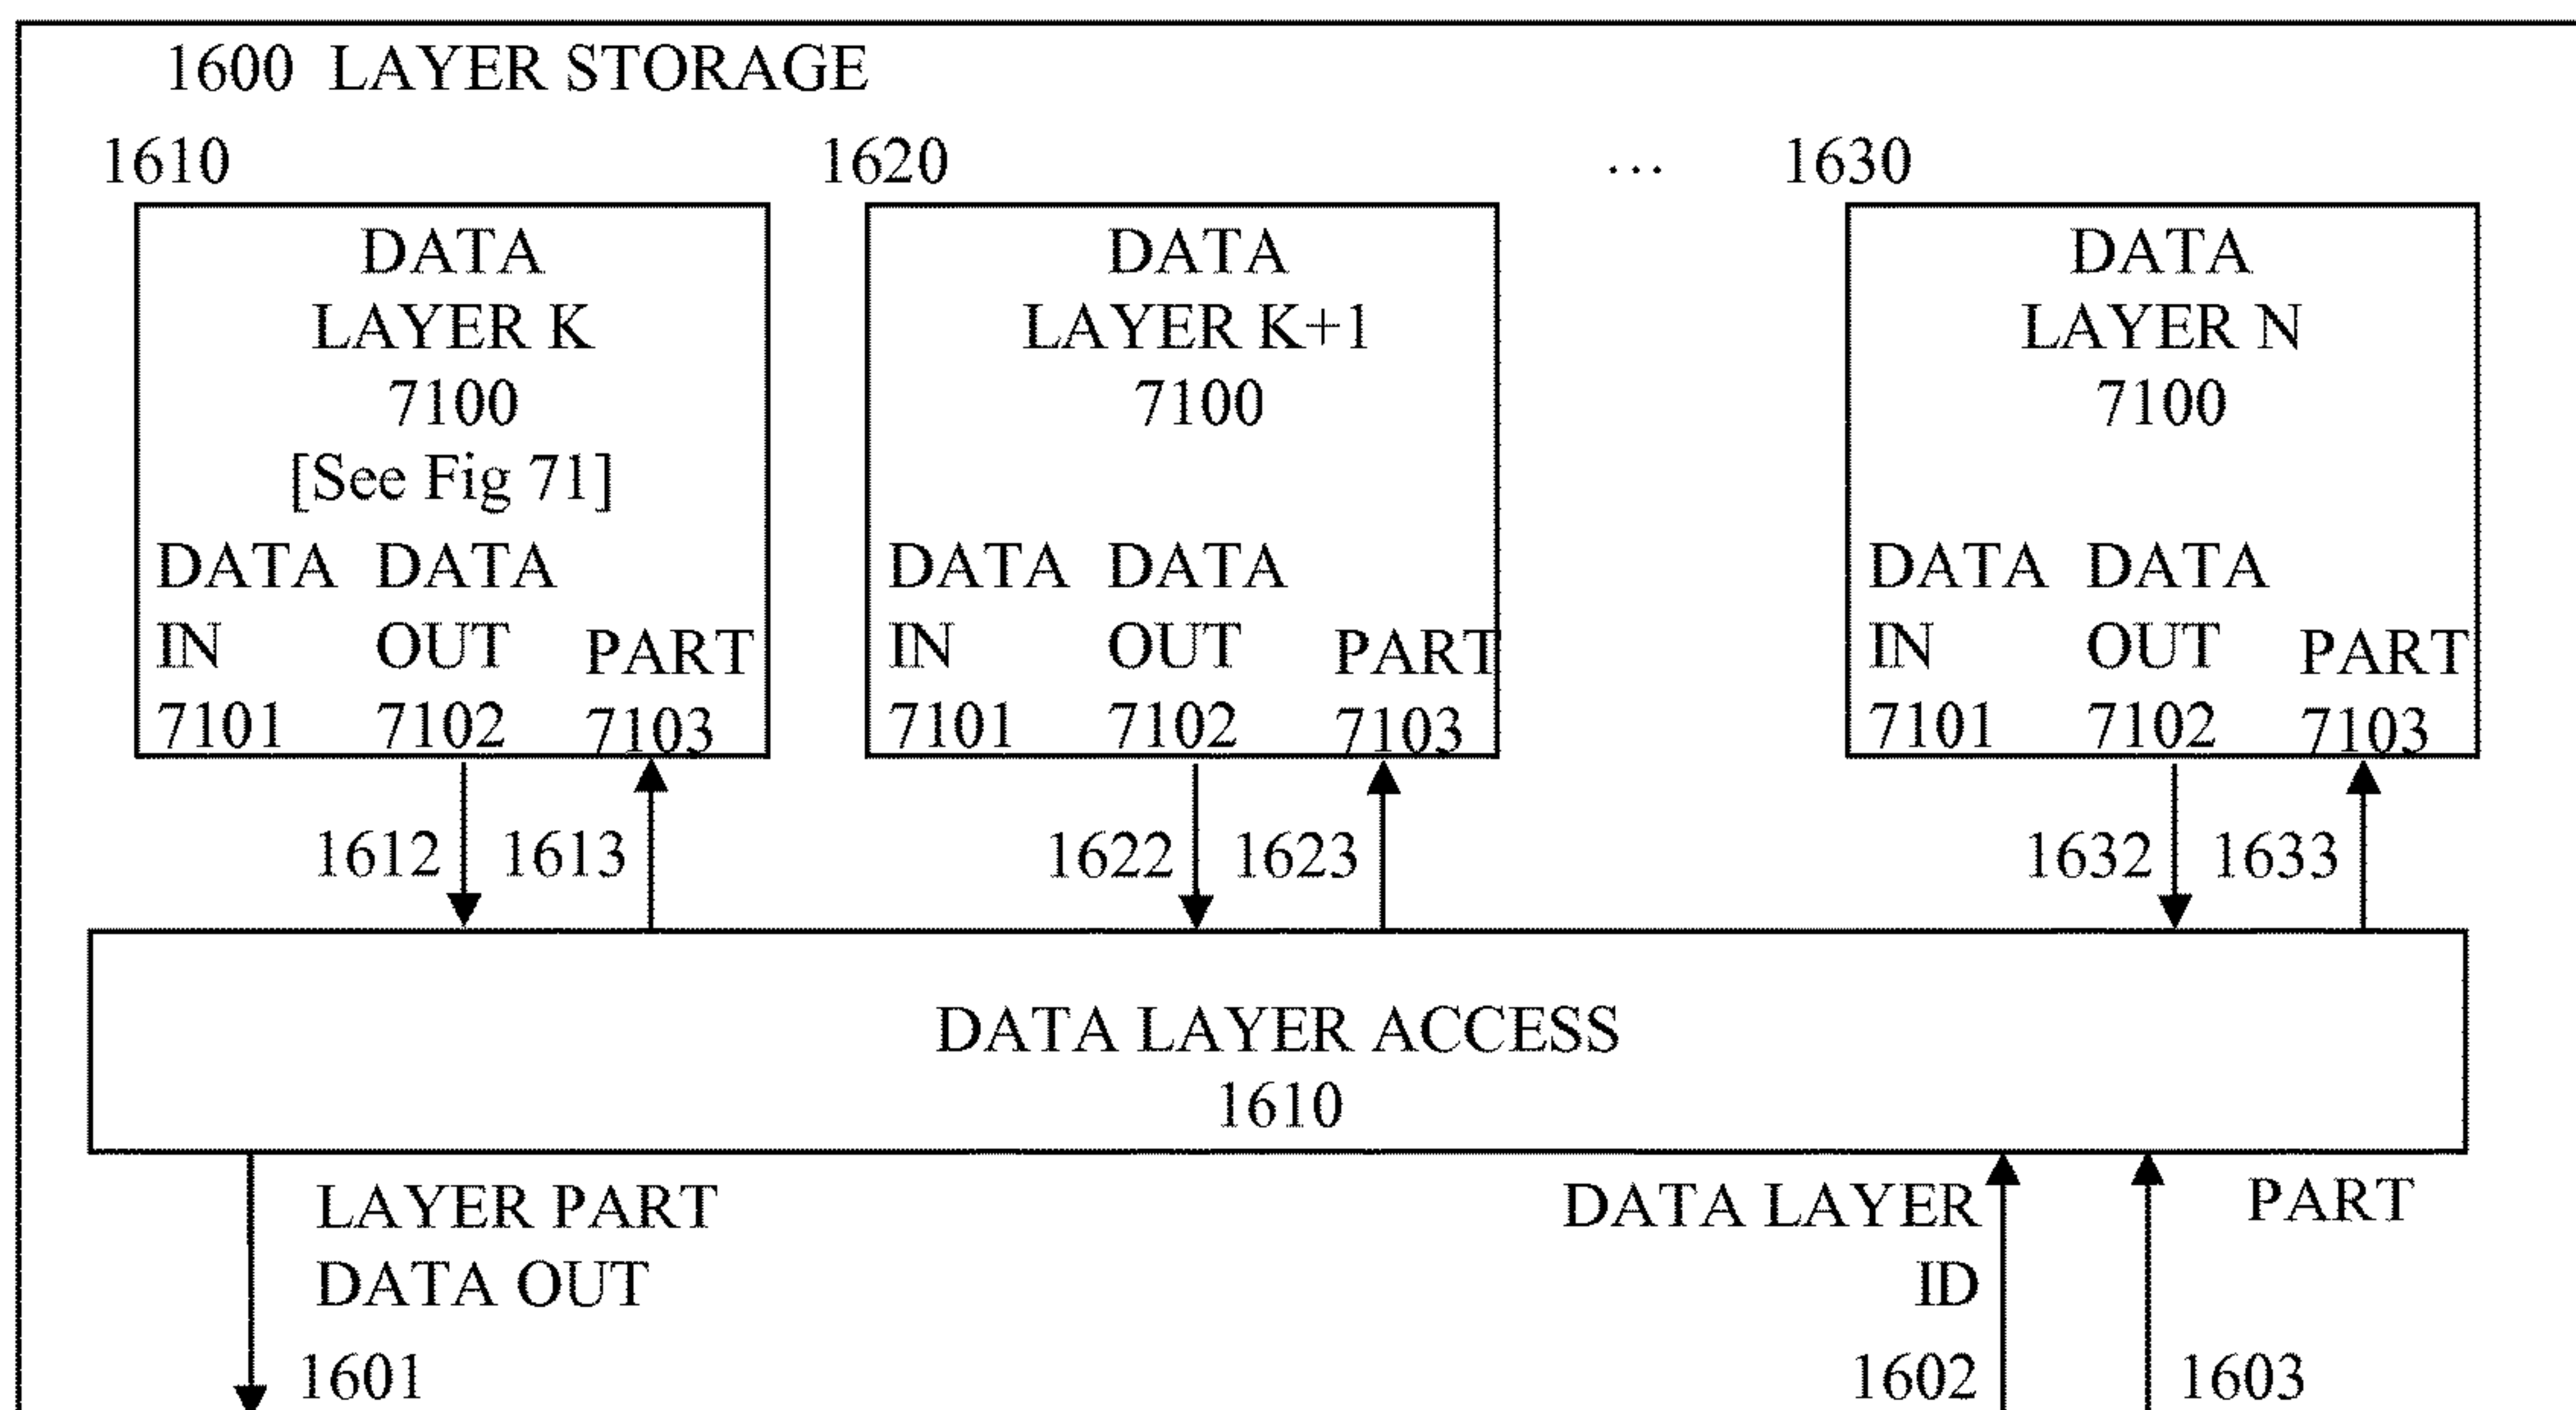 1600 LAYER STORAGE
1610
1620
...
1630
DATA
LAYER K
7100
[See Fig 71]
DATA DATA
IN OUT PART
7101 7102 7103
DATA
LAYER K+1
7100
DATA DATA
IN OUT PART
7101 7102 7103
DATA
LAYER N
7100
DATA DATA
IN OUT PART
7101 7102 7103
1612
1613
1622
1623
1632
1633
DATA LAYER ACCESS
1610
LAYER PART
DATA OUT
1601
DATA LAYER
ID
1602
PART
1603